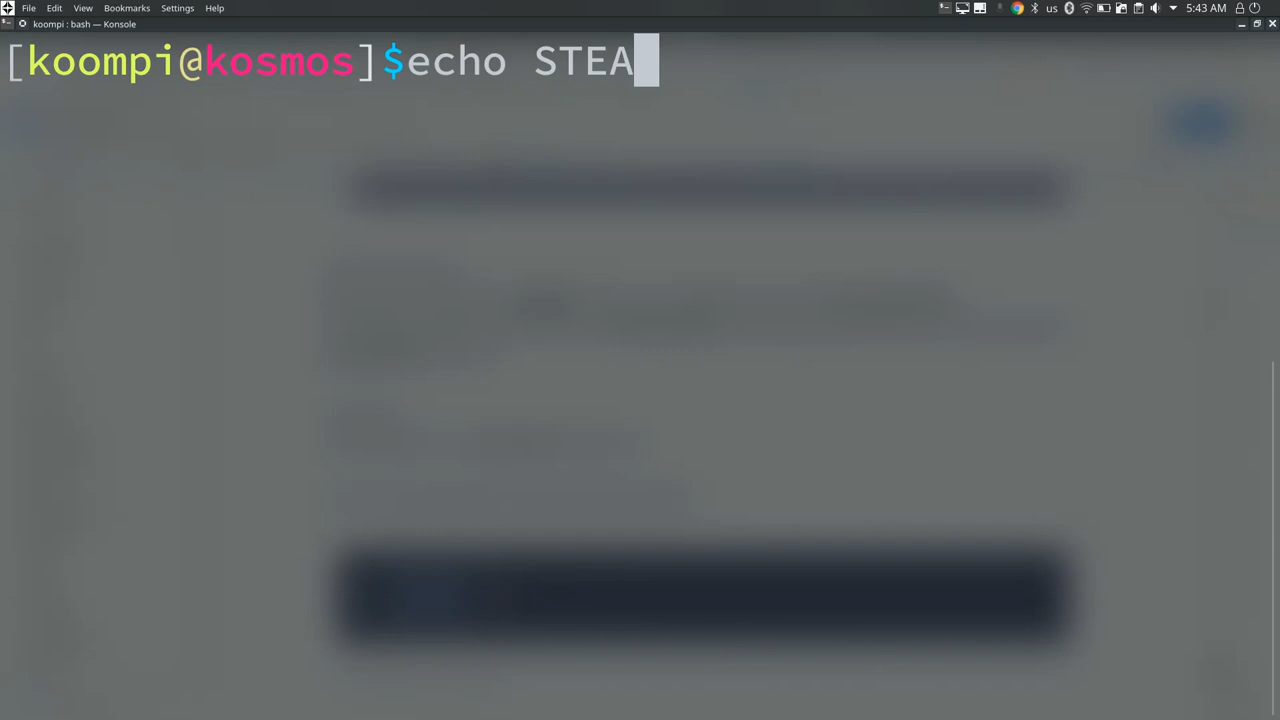 File Edit View Bookmarks Settings Help us 5:43 AM
koompi : bash — Konsole
[koompi@kosmos]$echo STEA